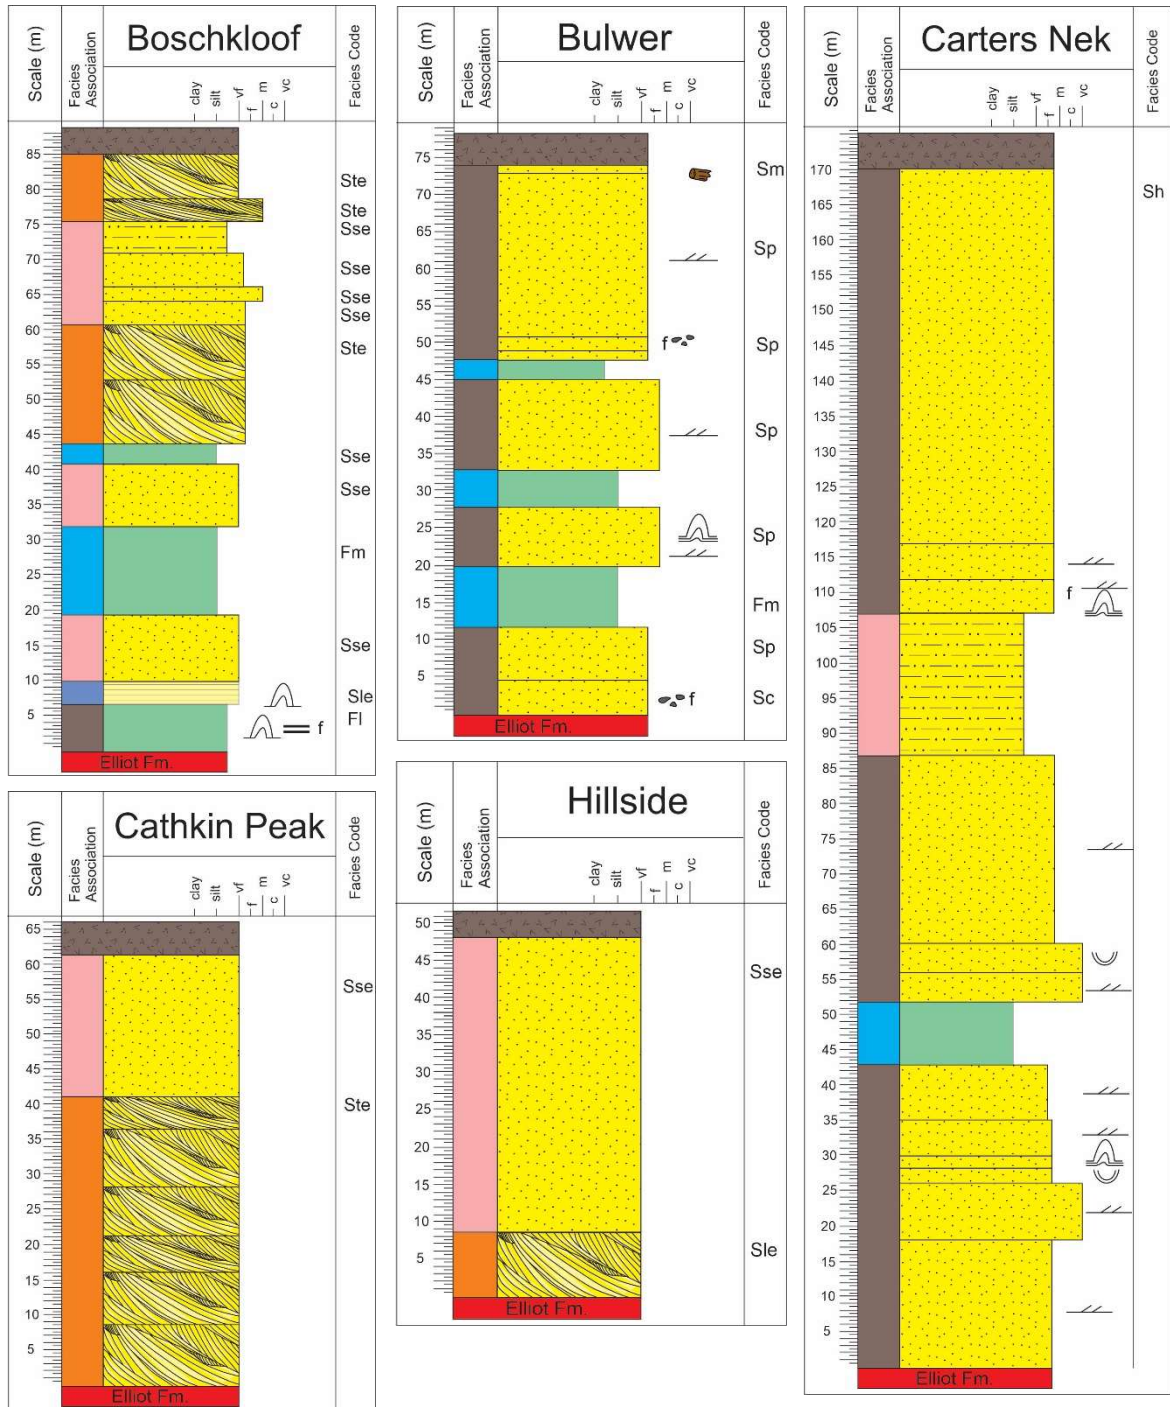 Boschkloof
Scale (m)
Facies Association
clay
silt
vf
f
m
c
vc
Facies Code
85
80
75
70
65
60
55
50
45
40
35
30
25
20
15
10
5
Ste
Ste
Sse
Sse
Sse
Sse
Ste
Sse
Sse
Fm
Sse
Sle
Fl
f
Elliot Fm.
Bulwer
Scale (m)
Facies Association
clay
silt
vf
f
m
c
vc
Facies Code
75
70
65
60
55
50
45
40
35
30
25
20
15
10
5
Sm
Sp
f
Sp
Sp
Sp
Fm
Sp
f
Sc
Elliot Fm.
Carters Nek
Scale (m)
Facies Association
clay
silt
vf
f
m
c
vc
Facies Code
170
165
160
155
150
145
140
135
130
125
120
115
110
105
100
95
90
85
80
75
70
65
60
55
50
45
40
35
30
25
20
15
10
5
Sh
f
Elliot Fm.
Cathkin Peak
Scale (m)
Facies Association
clay
silt
vf
f
m
c
vc
Facies Code
65
60
55
50
45
40
35
30
25
20
15
10
5
Sse
Ste
Elliot Fm.
Hillside
Scale (m)
Facies Association
clay
silt
vf
f
m
c
vc
Facies Code
50
45
40
35
30
25
20
15
10
5
Sse
Sle
Elliot Fm.